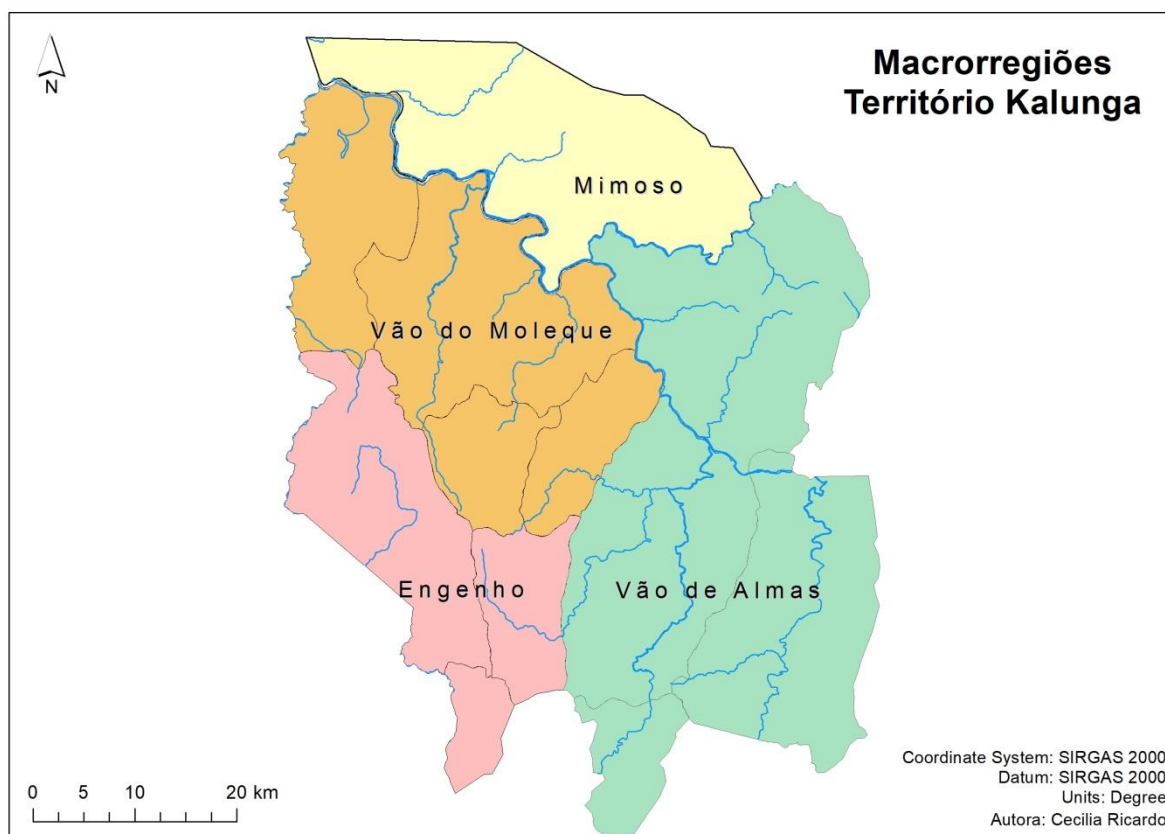 N
Macrorregiões
Território Kalunga
Mimoso
Vão do Moleque
Engenho
Vão de Almas
0 5 10 20 km
Coordinate System: SIRGAS 2000
Datum: SIRGAS 2000
Units: Degree
Autora: Cecilia Ricardo